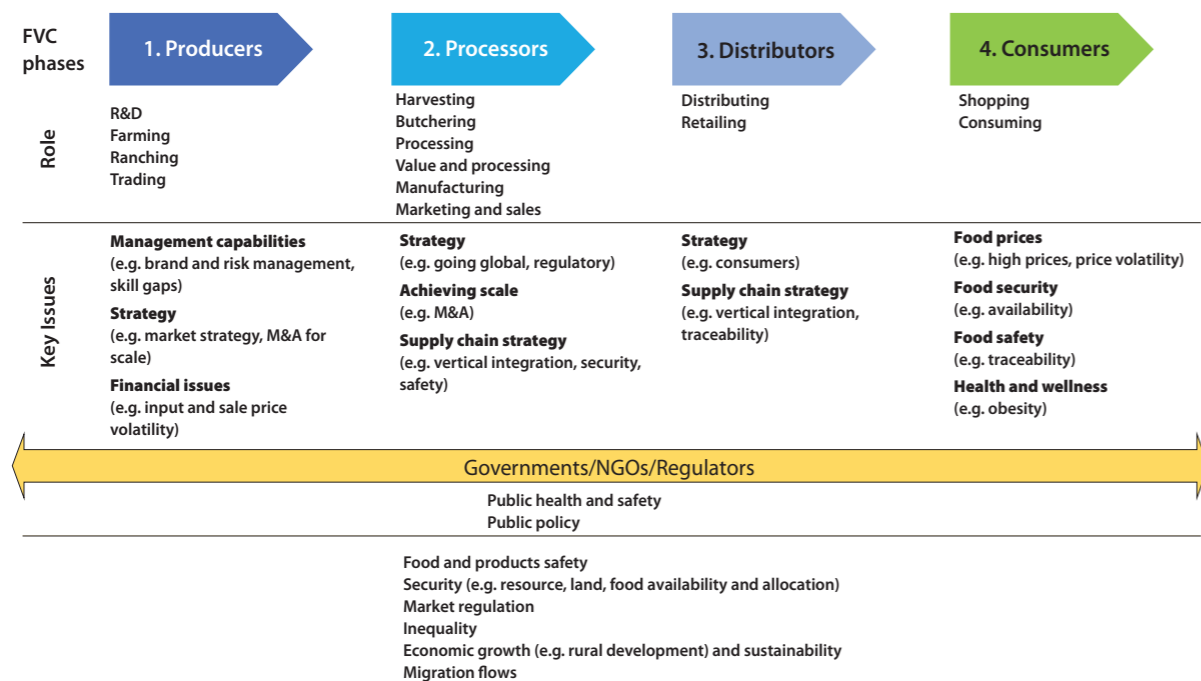 FVC
phases
1. Producers
2. Processors
3. Distributors
4. Consumers
Role
R&D
Farming
Ranching
Trading
Harvesting
Butchering
Processing
Value and processing
Manufacturing
Marketing and sales
Distributing
Retailing
Shopping
Consuming
Key Issues
Management capabilities
(e.g. brand and risk management,
skill gaps)
Strategy
(e.g. market strategy, M&A for
scale)
Financial issues
(e.g. input and sale price
volatility)
Strategy
(e.g. going global, regulatory)
Achieving scale
(e.g. M&A)
Supply chain strategy
(e.g. vertical integration, security,
safety)
Strategy
(e.g. consumers)
Supply chain strategy
(e.g. vertical integration,
traceability)
Food prices
(e.g. high prices, price volatility)
Food security
(e.g. availability)
Food safety
(e.g. traceability)
Health and wellness
(e.g. obesity)
Governments/NGOs/Regulators
Public health and safety
Public policy
Food and products safety
Security (e.g. resource, land, food availability and allocation)
Market regulation
Inequality
Economic growth (e.g. rural development) and sustainability
Migration flows